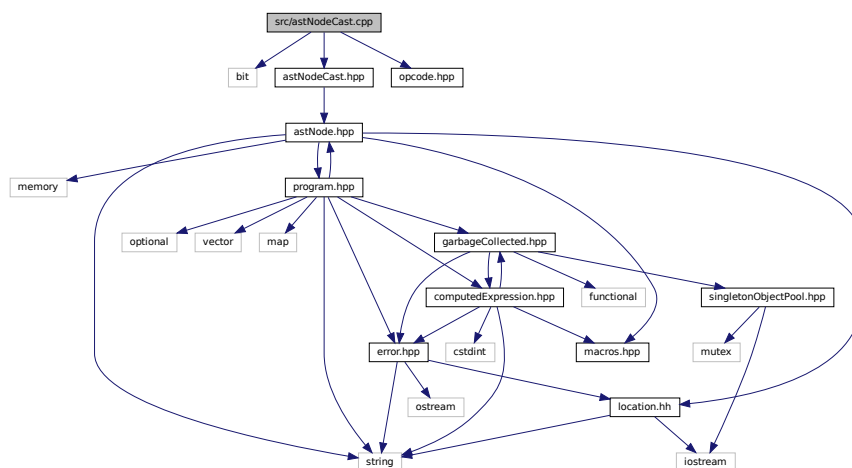 src/astNodeCast.cpp
bit
astNodeCast.hpp
opcode.hpp
astNode.hpp
memory
program.hpp
optional
vector
map
garbageCollected.hpp
computedExpression.hpp
functional
singletonObjectPool.hpp
error.hpp
cstdint
macros.hpp
mutex
ostream
location.hh
string
iostream